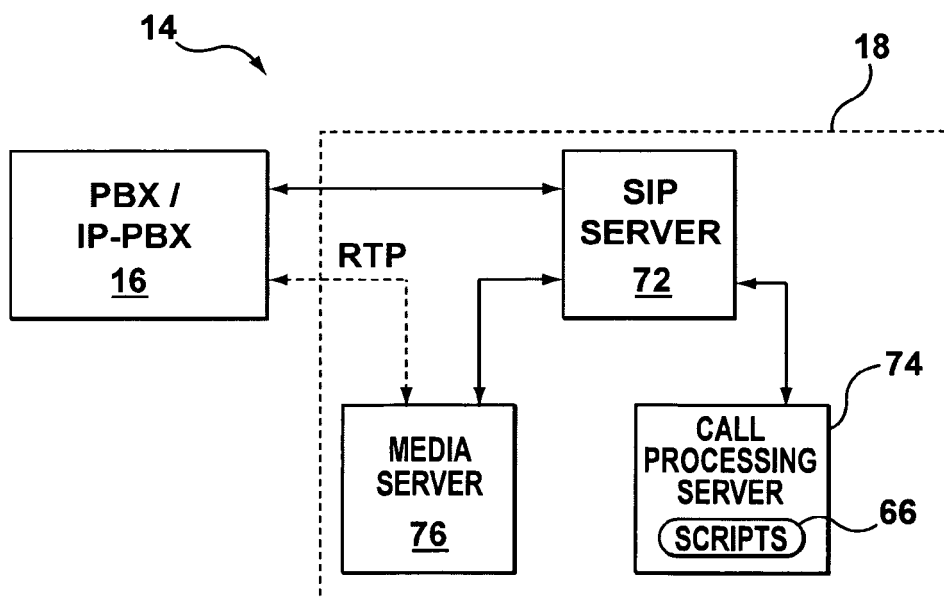 14
18
PBX /
IP-PBX
16
SIP
SERVER
72
RTP
MEDIA
SERVER
76
74
CALL
PROCESSING
SERVER
SCRIPTS
66